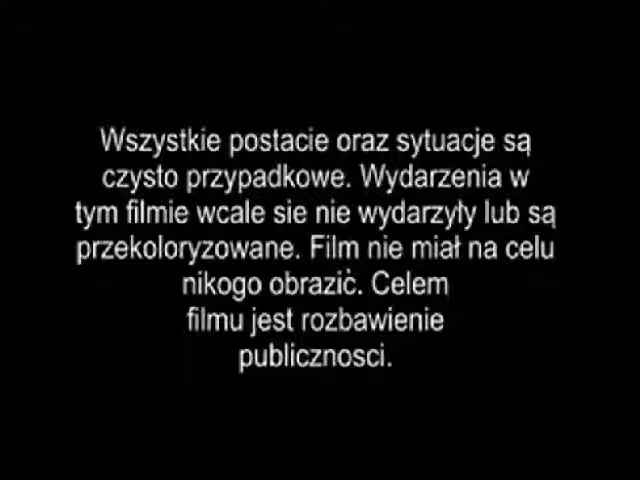 Wszystkie postacie oraz sytuacje są
czysto przypadkowe. Wydarzenia w
tym filmie wcale sie nie wydarzyły lub są
przekoloryzowane. Film nie miał na celu
nikogo obrazić. Celem
filmu jest rozbawienie
publicznosci.